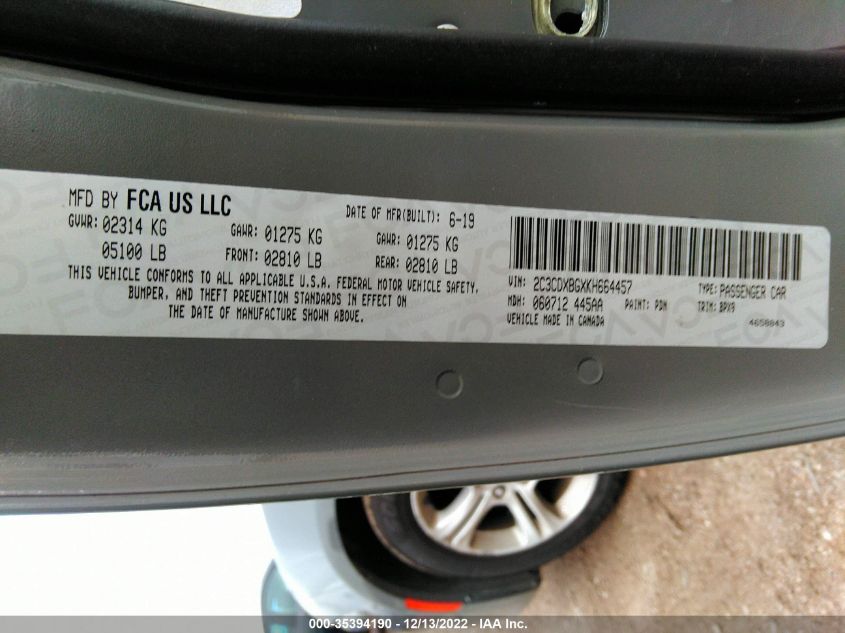 MFD BY FCA US LLC DATE OF MFR(BUILT): 6-19
GVWR: 02314 KG GAWR: 01275 KG GAWR: 01275 KG
05100 LB FRONT: 02810 LB REAR: 02810 LB
THIS VEHICLE CONFORMS TO ALL APPLICABLE U.S.A. FEDERAL MOTOR VEHICLE SAFETY,
BUMPER, AND THEFT PREVENTION STANDARDS IN EFFECT ON
THE DATE OF MANUFACTURE SHOWN ABOVE.
VIN: 2C3CDXBGXKH664457 TYPE: PASSENGER CAR
MDH: 060712 445AA PAINT: PDN TRIM: BPX9
VEHICLE MADE IN CANADA 4658843
000-35394190 - 12/13/2022 - IAA Inc.